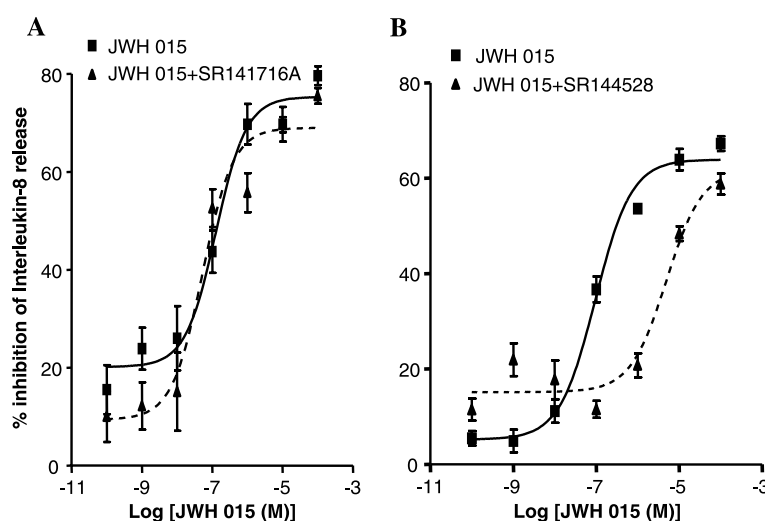 A
JWH 015
JWH 015+SR141716A
% inhibition of Interleukin-8 release
80
60
40
20
0
-11
-9
-7
-5
-3
Log [JWH 015 (M)]
B
JWH 015
JWH 015+SR144528
80
60
40
20
0
-11
-9
-7
-5
-3
Log [JWH 015 (M)]